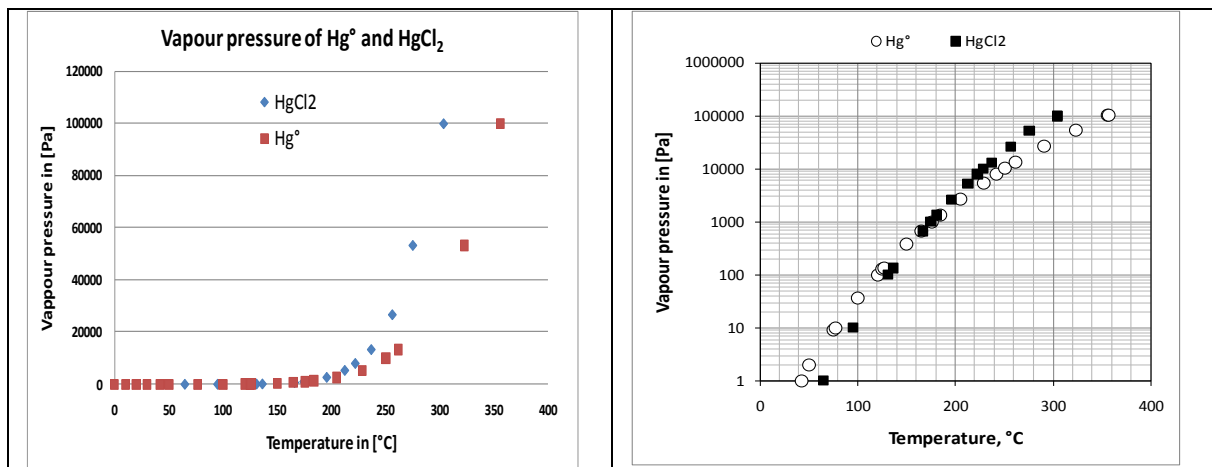 Vapour pressure of Hg° and HgCl2
Vappour pressure in [Pa]
120000
100000
80000
60000
40000
20000
0
HgCl2
Hg°
0 50 100 150 200 250 300 350 400
Temperature in [°C]
Hg° HgCl2
Vapour pressure in [Pa]
1000000
100000
10000
1000
100
10
1
0 100 200 300 400
Temperature, °C